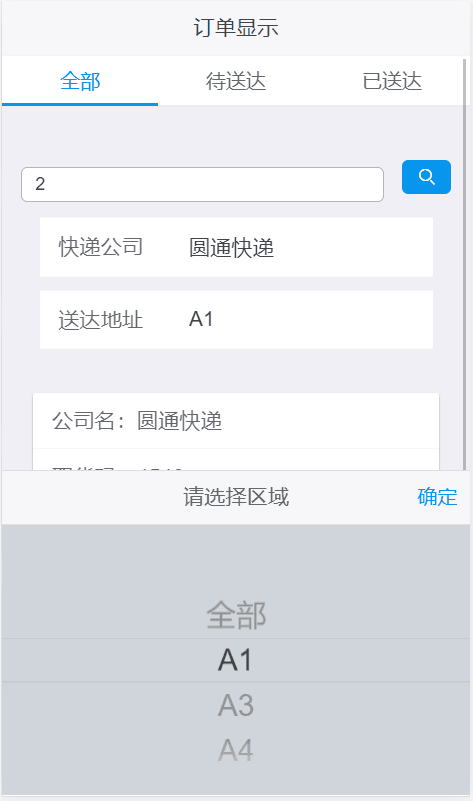 订单显示
全部 待送达 已送达
2
快递公司 圆通快递
送达地址 A1
公司名：圆通快递
请选择区域 确定
全部
A1
A3
A4